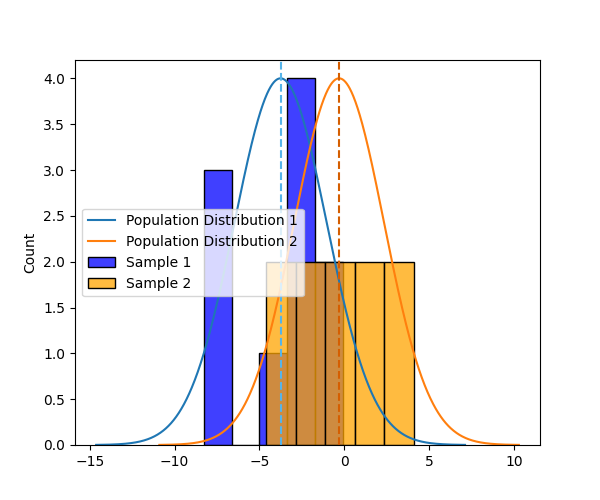 4.0
3.5
3.0
2.5
2.0
1.5
1.0
0.5
0.0
Count
Population Distribution 1
Population Distribution 2
Sample 1
Sample 2
−15 −10 −5 0 5 10